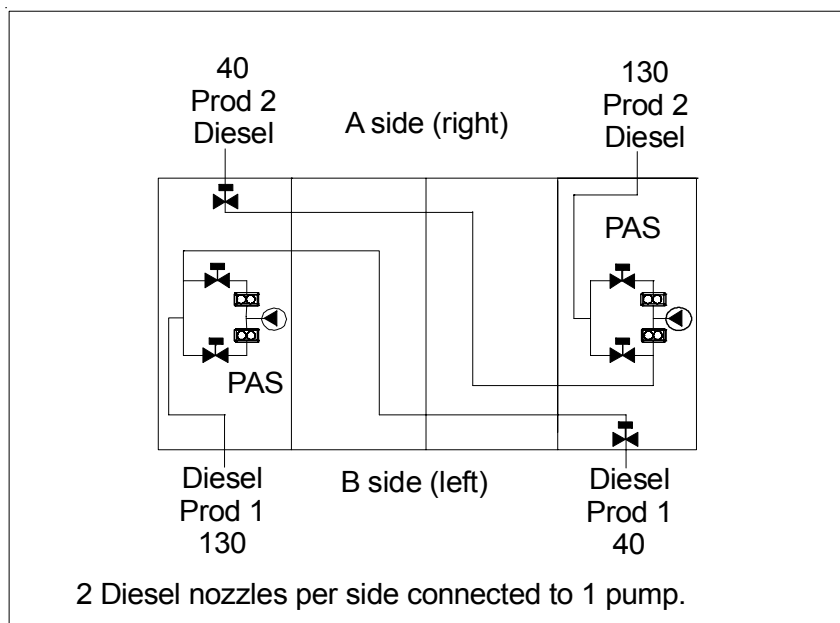 40
Prod 2
Diesel
A side (right)
130
Prod 2
Diesel
PAS
PAS
Diesel
Prod 1
130
B side (left)
Diesel
Prod 1
40
2 Diesel nozzles per side connected to 1 pump.